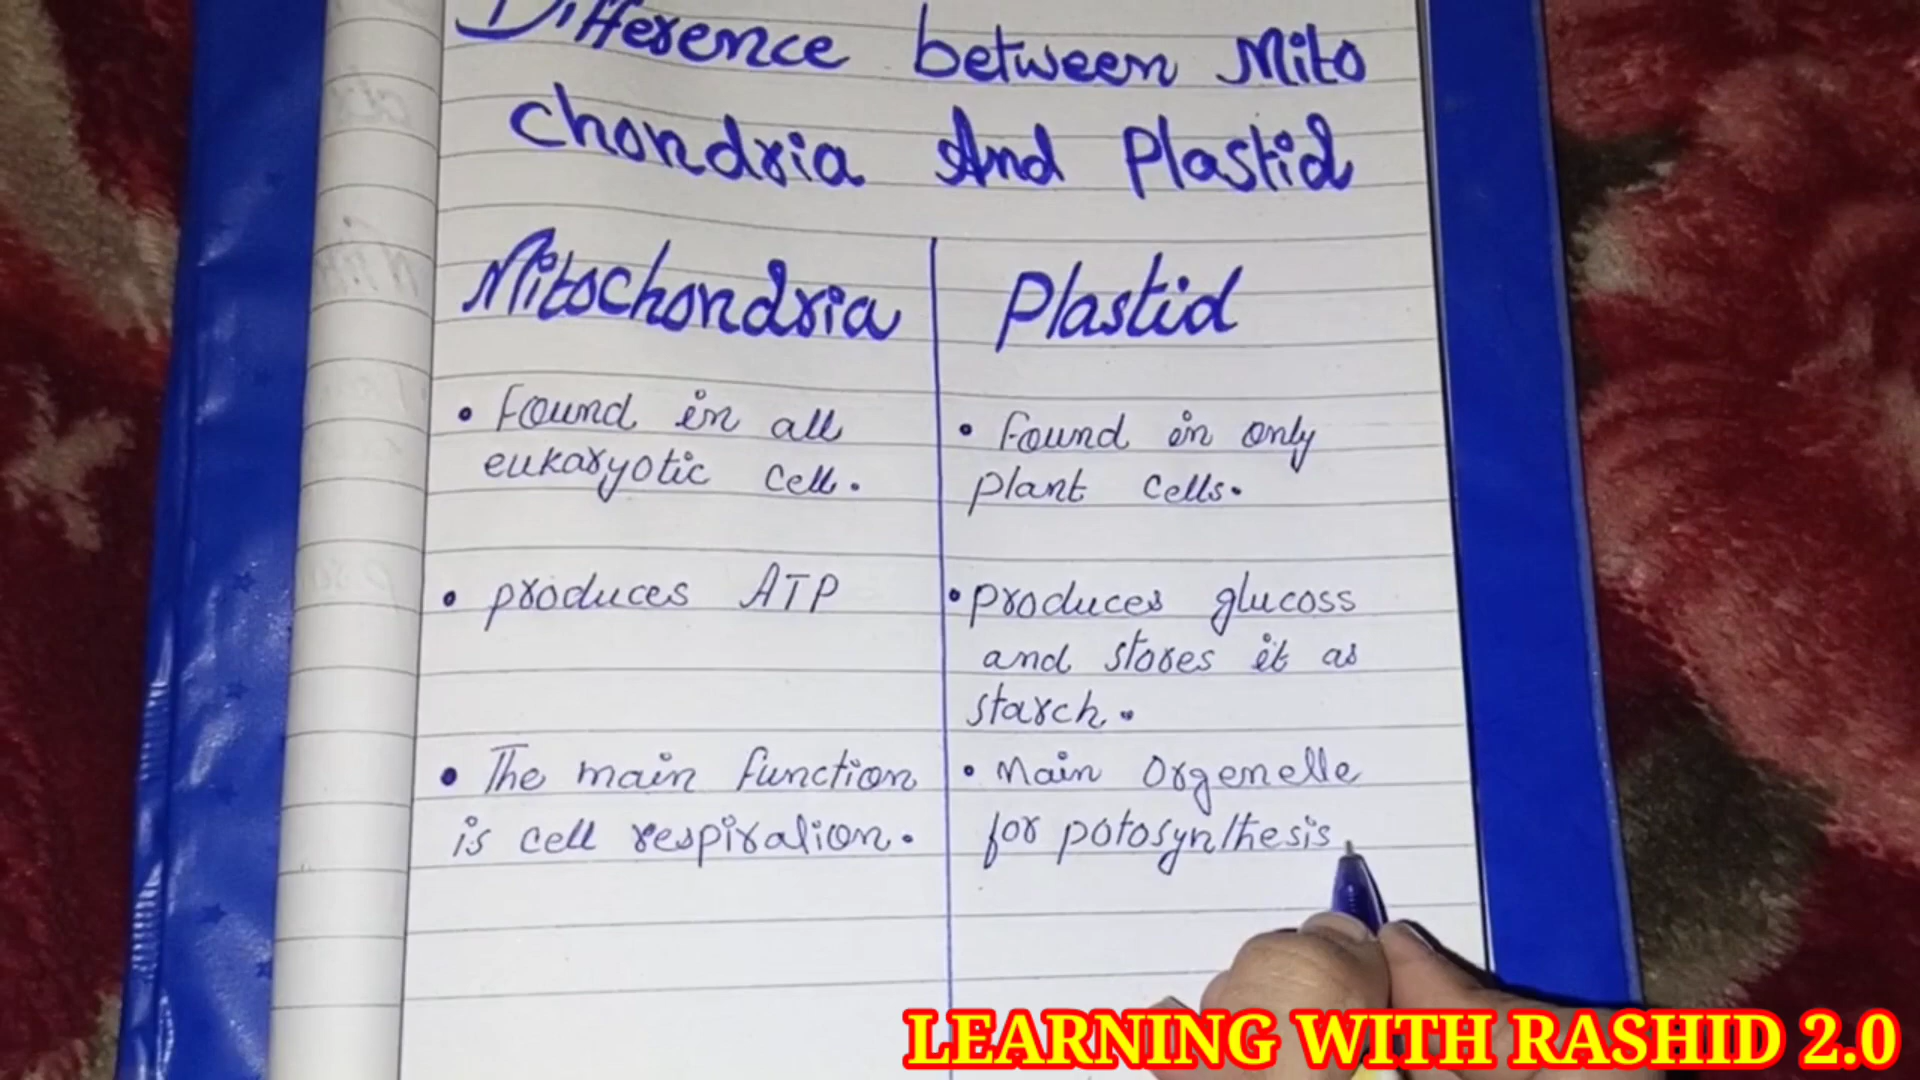 Difference between Mito
chondria And Plastid
Mitochondria
Plastid
• Found in all
eukaryotic cell.
• Found in only
plant cells.
• produces ATP
• produces glucoss
and stores it as
starch.
• The main function
is cell respiration.
• Main Orgenelle
for potosynthesis
LEARNING WITH RASHID 2.0